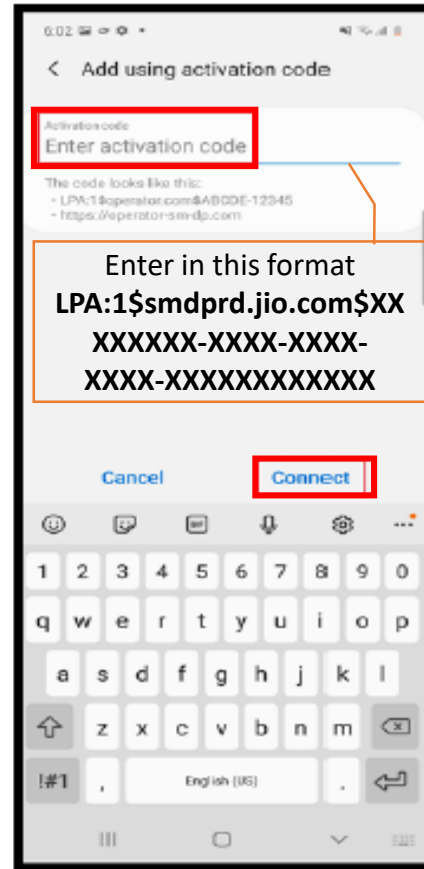 6:02
Add using activation code
Activation code
Enter activation code
The code looks like this:
- LPA:1$operator.com$ABCDE-12345
- https://operator-sm-dp.com
Enter in this format
LPA:1$smdprd.jio.com$XX
XXXXXX-XXXX-XXXX-
XXXX-XXXXXXXXXXXX
Cancel Connect
1 2 3 4 5 6 7 8 9 0
q w e r t y u i o p
a s d f g h j k l
z x c v b n m
!#1 , English (US) .